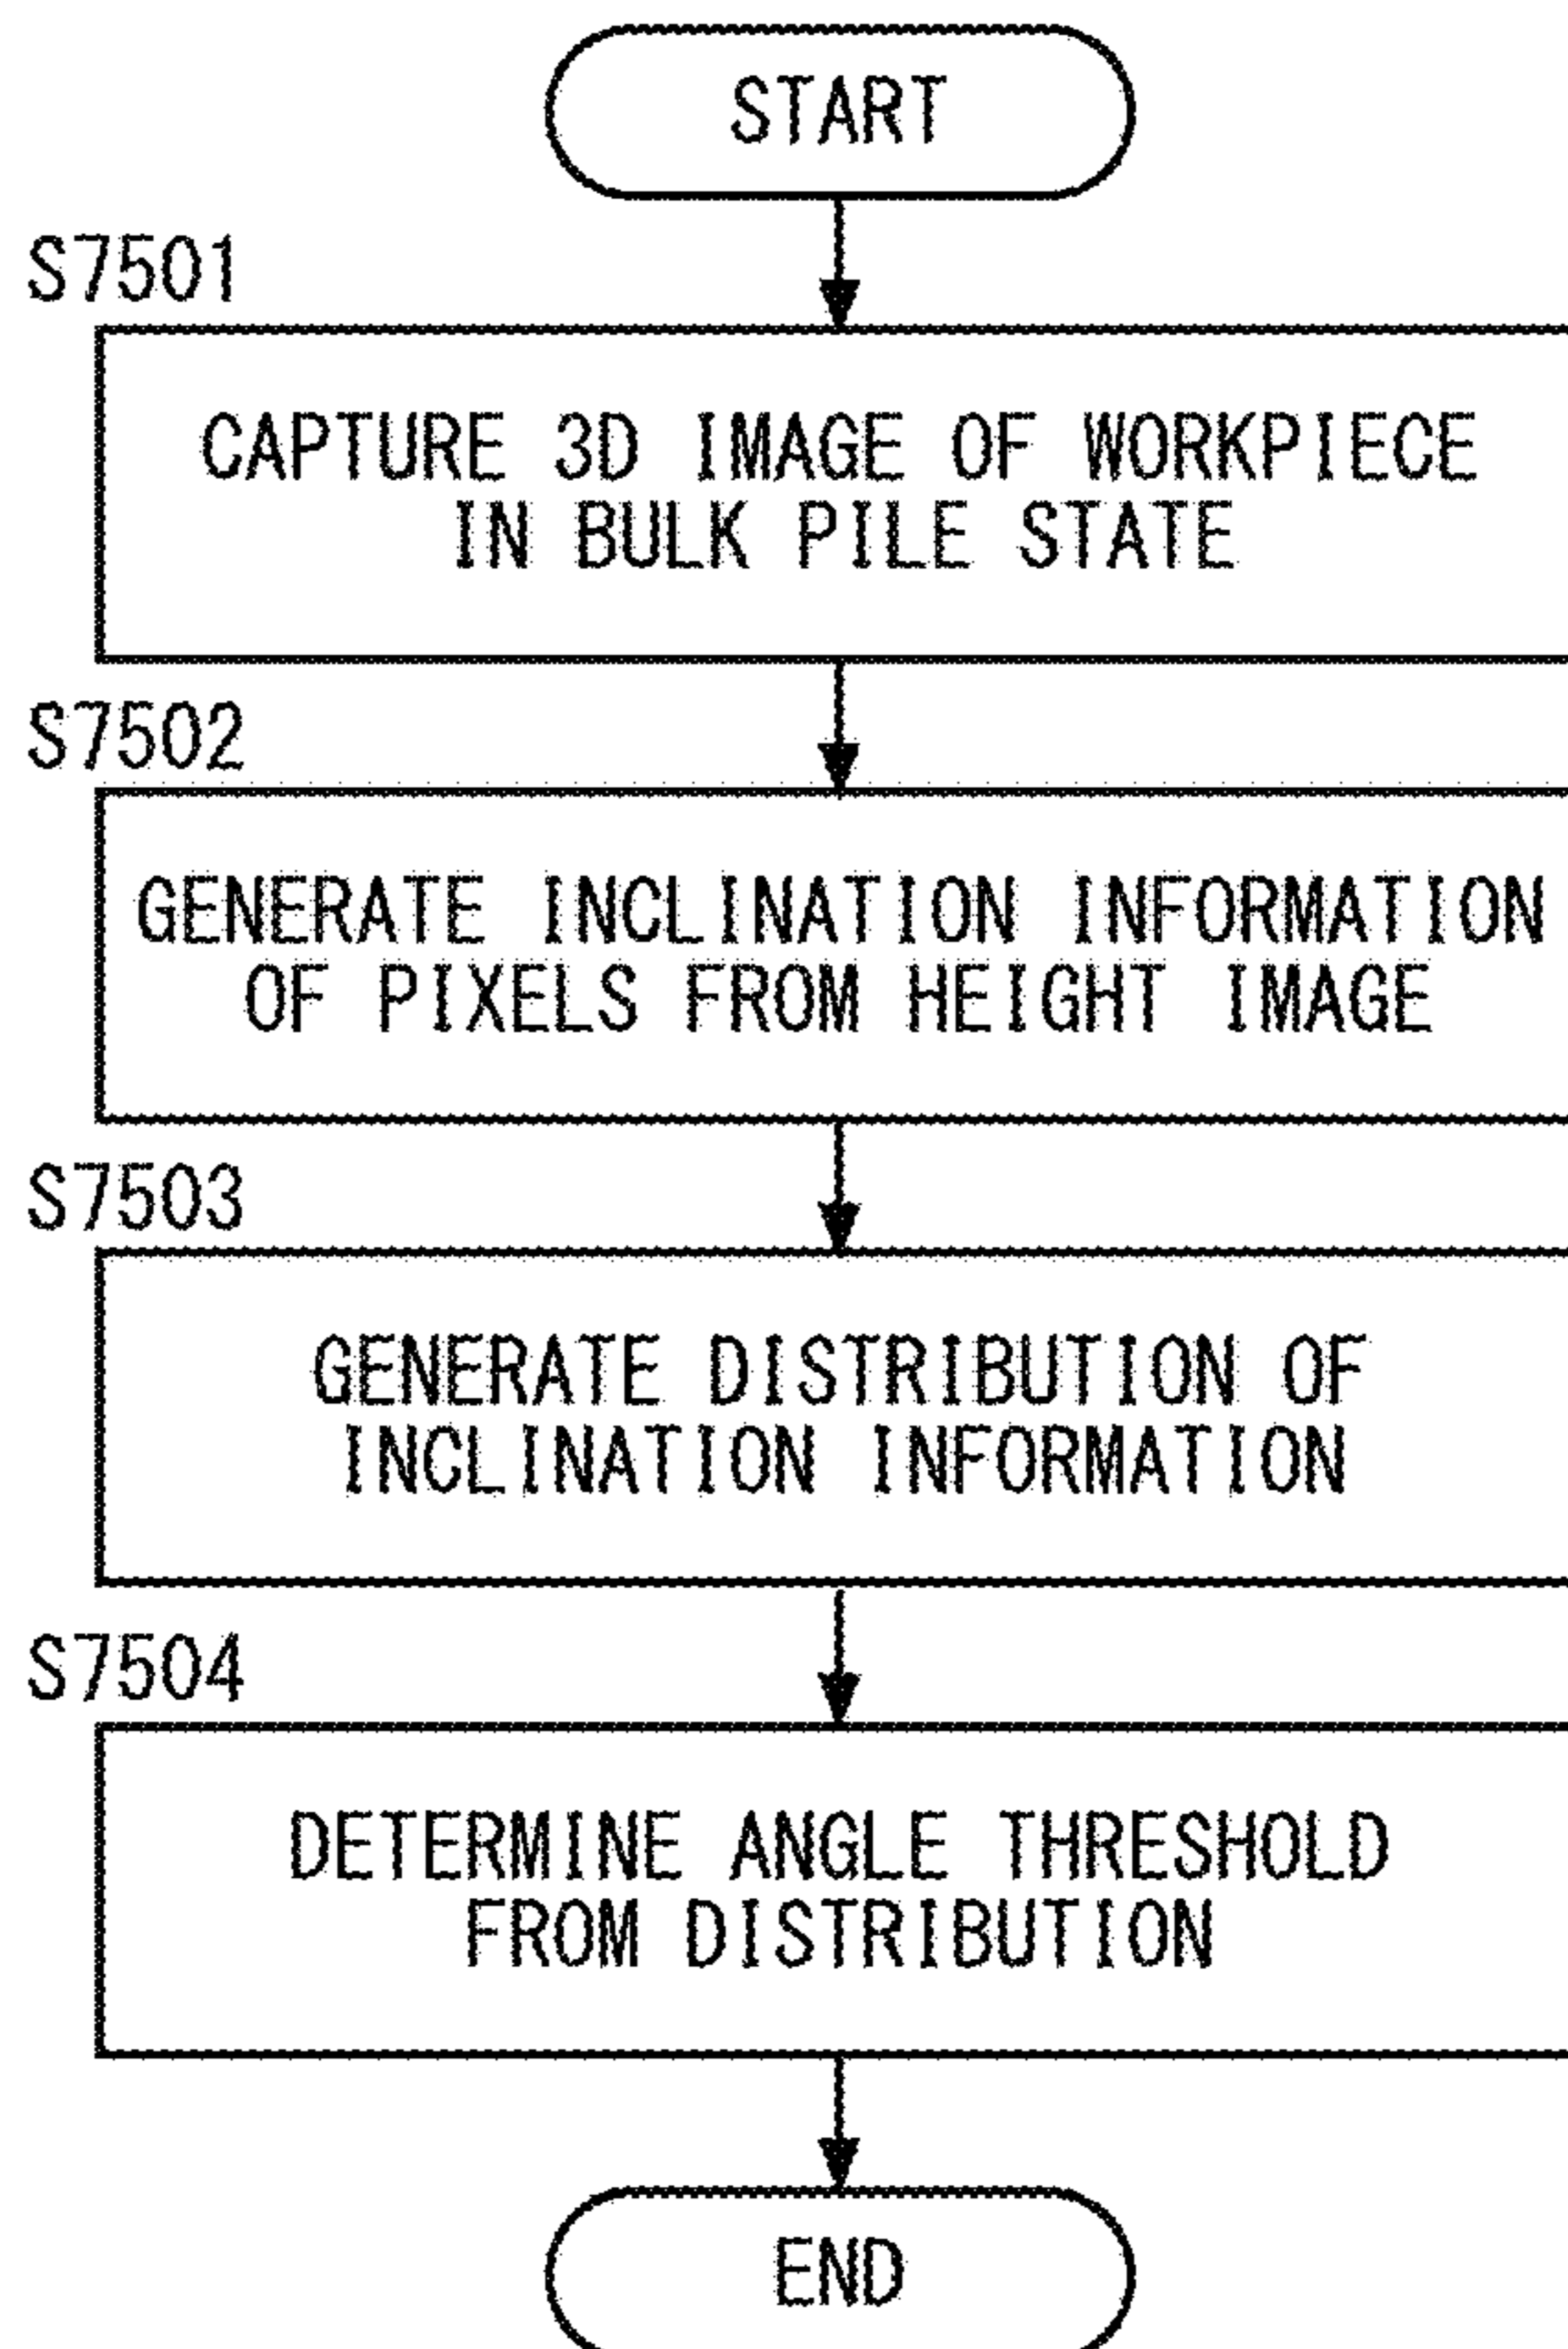 START
S7501
CAPTURE 3D IMAGE OF WORKPIECE
IN BULK PILE STATE
S7502
GENERATE INCLINATION INFORMATION
OF PIXELS FROM HEIGHT IMAGE
S7503
GENERATE DISTRIBUTION OF
INCLINATION INFORMATION
S7504
DETERMINE ANGLE THRESHOLD
FROM DISTRIBUTION
END